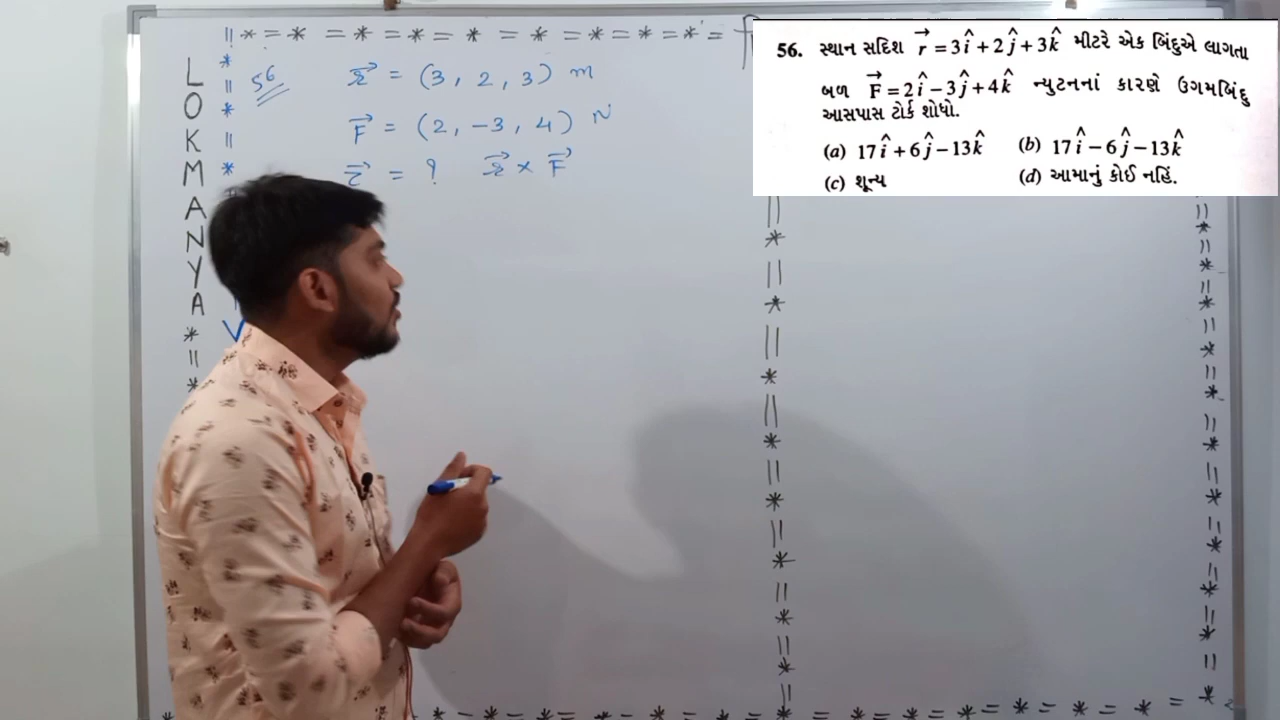 !! * = * = * = * = * = * = * = * =
LOKMANYA * || *
56
r⃗ = (3, 2, 3) m
F⃗ = (2, -3, 4) N
τ⃗ = ? r⃗ × F⃗
56. સ્થાન સદિશ r⃗ = 3î + 2ĵ + 3k̂ મીટરે એક બિંદુએ લાગતા
બળ F⃗ = 2î − 3ĵ + 4k̂ ન્યુટનનાં કારણે ઉગમબિંદુ
આસપાસ ટોર્ક શોધો.
(a) 17î + 6ĵ − 13k̂ (b) 17î − 6ĵ − 13k̂
(c) શૂન્ય (d) આમાનું કોઈ નહિં.